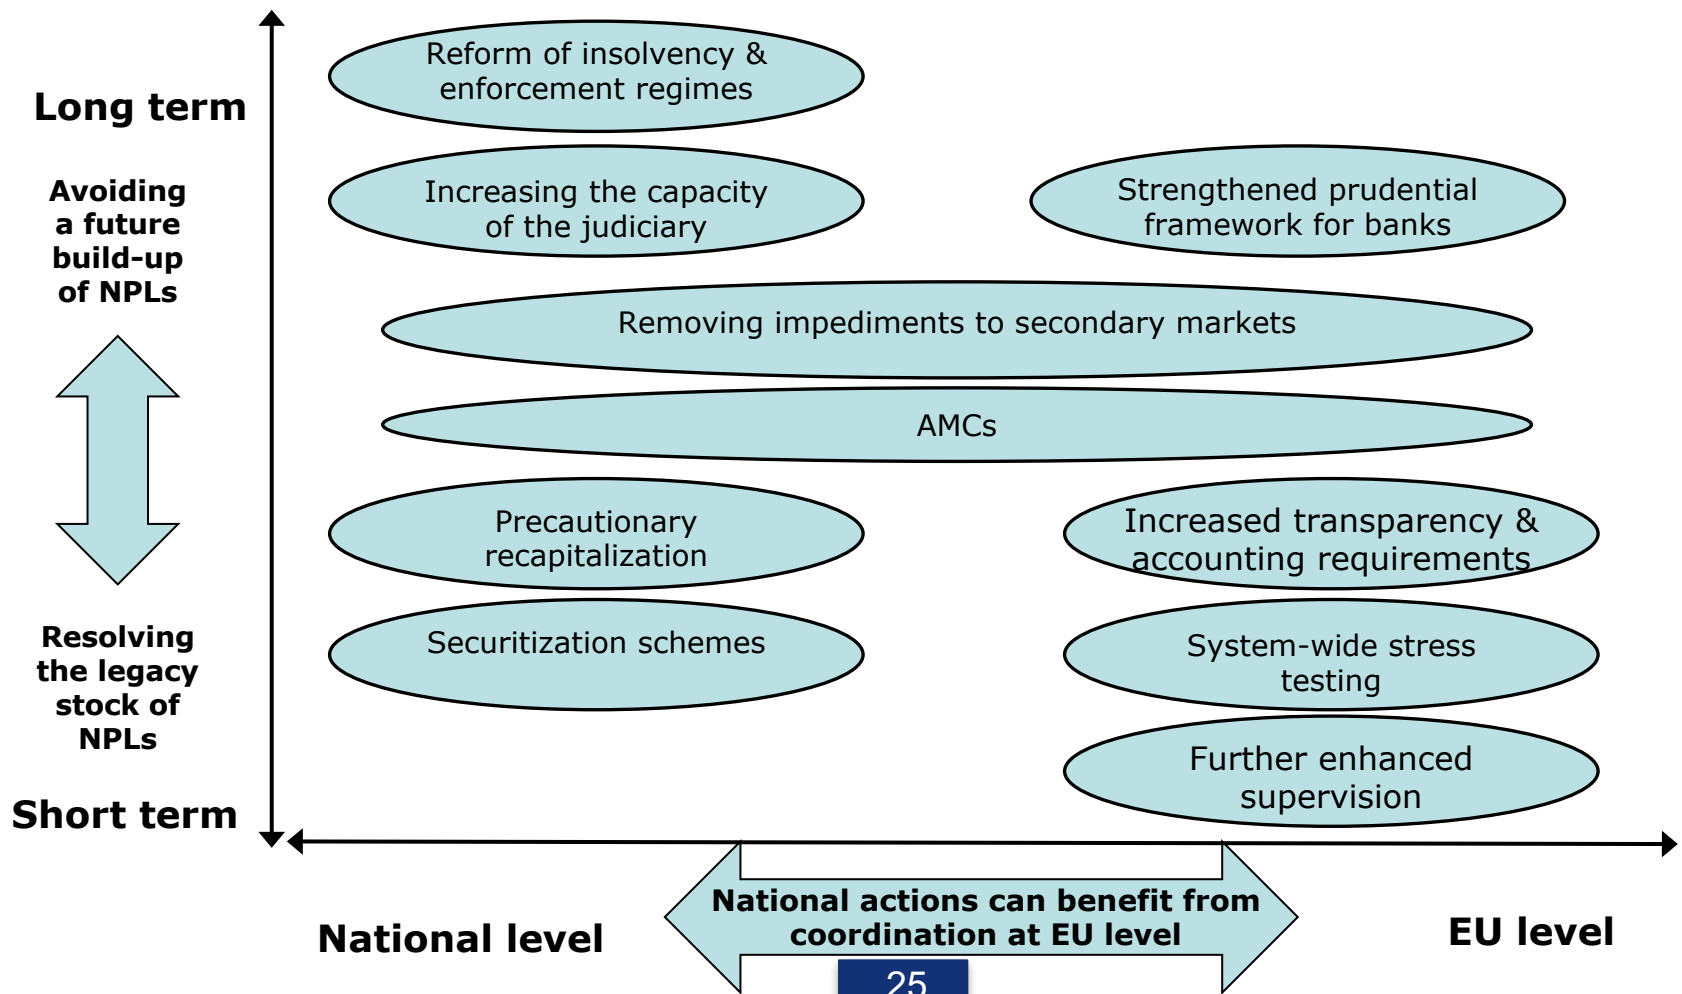 Long term
Avoiding
a future
build-up
of NPLs
Resolving
the legacy
stock of
NPLs
Short term
Reform of insolvency &
enforcement regimes
Increasing the capacity
of the judiciary
Strengthened prudential
framework for banks
Removing impediments to secondary markets
AMCs
Precautionary
recapitalization
Increased transparency &
accounting requirements
Securitization schemes
System-wide stress
testing
Further enhanced
supervision
National level
National actions can benefit from
coordination at EU level
EU level
25